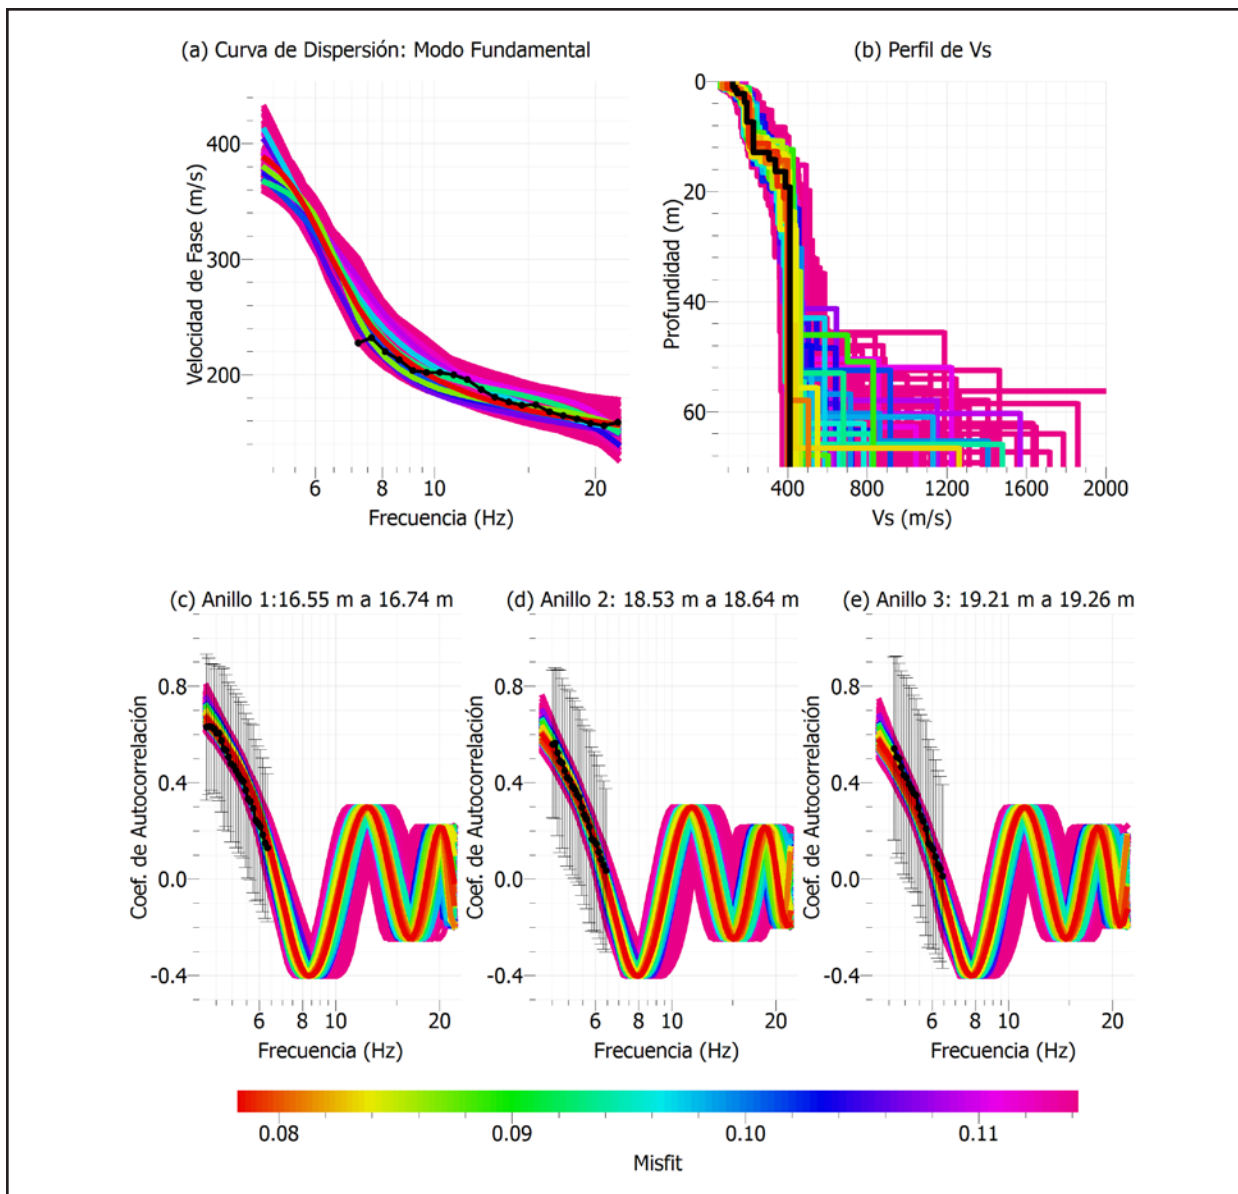 (a) Curva de Dispersión: Modo Fundamental
Velocidad de Fase (m/s)
400
300
200
6 8 10 20
Frecuencia (Hz)
(b) Perfil de Vs
Profundidad (m)
0
20
40
60
400 800 1200 1600 2000
Vs (m/s)
(c) Anillo 1:16.55 m a 16.74 m
Coef. de Autocorrelación
0.8
0.4
0.0
-0.4
6 8 10 20
Frecuencia (Hz)
(d) Anillo 2: 18.53 m a 18.64 m
Coef. de Autocorrelación
0.8
0.4
0.0
-0.4
6 8 10 20
Frecuencia (Hz)
(e) Anillo 3: 19.21 m a 19.26 m
Coef. de Autocorrelación
0.8
0.4
0.0
-0.4
6 8 10 20
Frecuencia (Hz)
0.08 0.09 0.10 0.11
Misfit